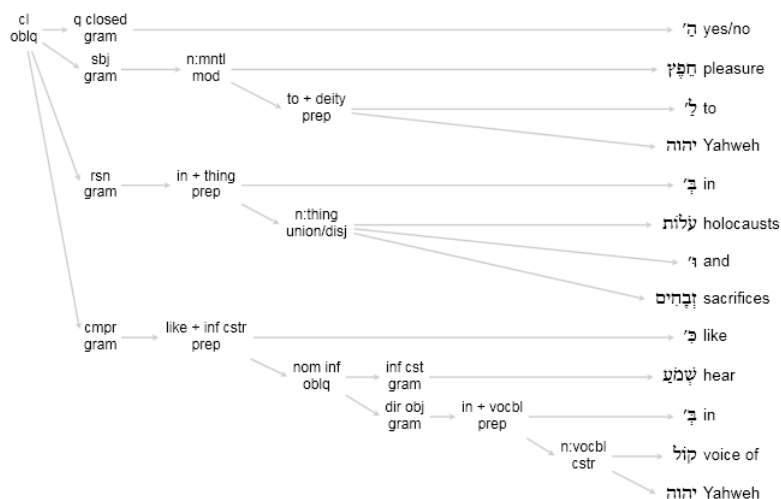 cl q closed הַ׳ yes/no
oblq gram
sbj n:mntl חֵפֶץ pleasure
gram mod
to + deity לַ׳ to
prep
יהוה Yahweh
rsn in + thing בְּ׳ in
gram prep
n:thing עֹלוֹת holocausts
union/disj
וּ׳ and
זְבָחִים sacrifices
cmpr like + inf cstr כִּ׳ like
gram prep
nom inf inf cst שְׁמֹעַ hear
oblq gram
dir obj in + vocbl בְּ׳ in
gram prep
n:vocbl קוֹל voice of
cstr
יהוה Yahweh